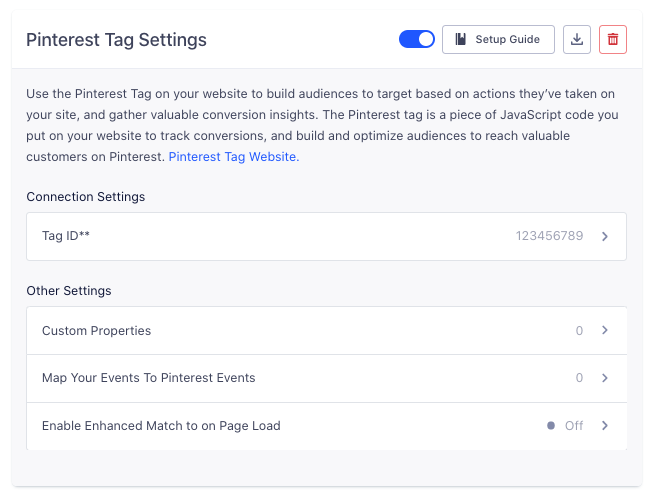 Pinterest Tag Settings
Setup Guide
Use the Pinterest Tag on your website to build audiences to target based on actions they’ve taken on
your site, and gather valuable conversion insights. The Pinterest tag is a piece of JavaScript code you
put on your website to track conversions, and build and optimize audiences to reach valuable
customers on Pinterest. Pinterest Tag Website.
Connection Settings
Tag ID** 123456789
Other Settings
Custom Properties 0
Map Your Events To Pinterest Events 0
Enable Enhanced Match to on Page Load Off